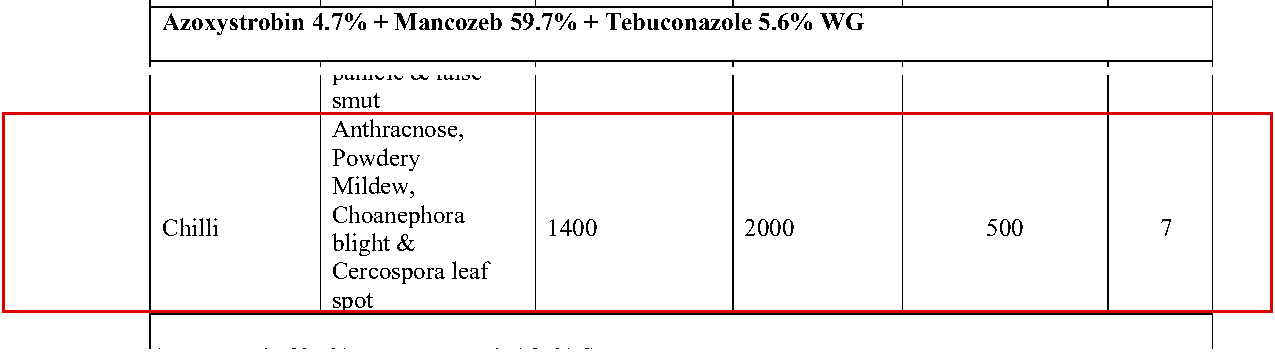 Azoxystrobin 4.7% + Mancozeb 59.7% + Tebuconazole 5.6% WG
smut
Anthracnose,
Powdery
Mildew,
Choanephora
Chilli 1400 2000 500 7
blight &
Cercospora leaf
spot